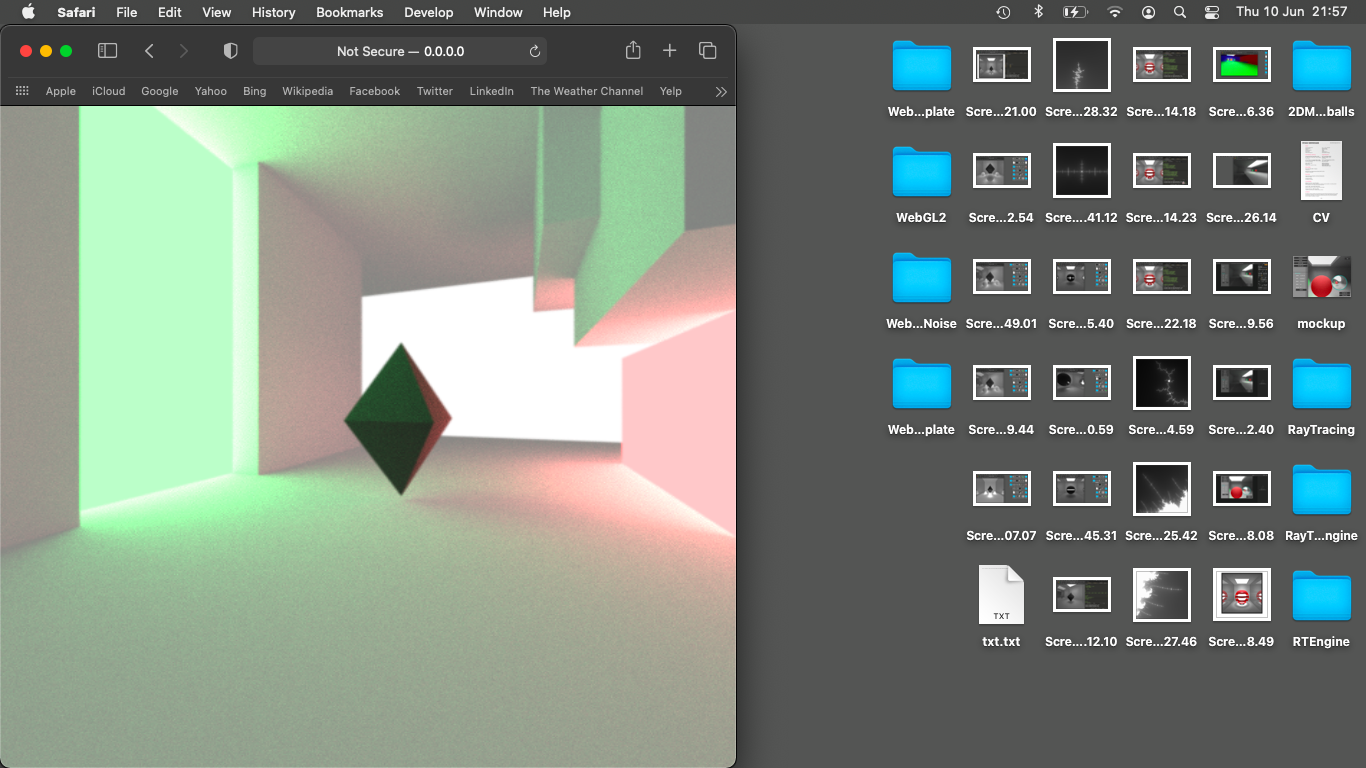 Safari File Edit View History Bookmarks Develop Window Help Thu 10 Jun 21:57
Not Secure — 0.0.0.0
Apple iCloud Google Yahoo Bing Wikipedia Facebook Twitter LinkedIn The Weather Channel Yelp
Web...plate Scre...21.00 Scre...28.32 Scre...14.18 Scre...6.36 2DM...balls
WebGL2 Scre...2.54 Scre....41.12 Scre...14.23 Scre...26.14 CV
Web...Noise Scre...49.01 Scre...5.40 Scre...22.18 Scre...9.56 mockup
Web...plate Scre...9.44 Scre...0.59 Scre...4.59 Scre...2.40 RayTracing
Scre...07.07 Scre...45.31 Scre...25.42 Scre...8.08 RayT...ngine
TXT
txt.txt Scre....12.10 Scre...27.46 Scre...8.49 RTEngine